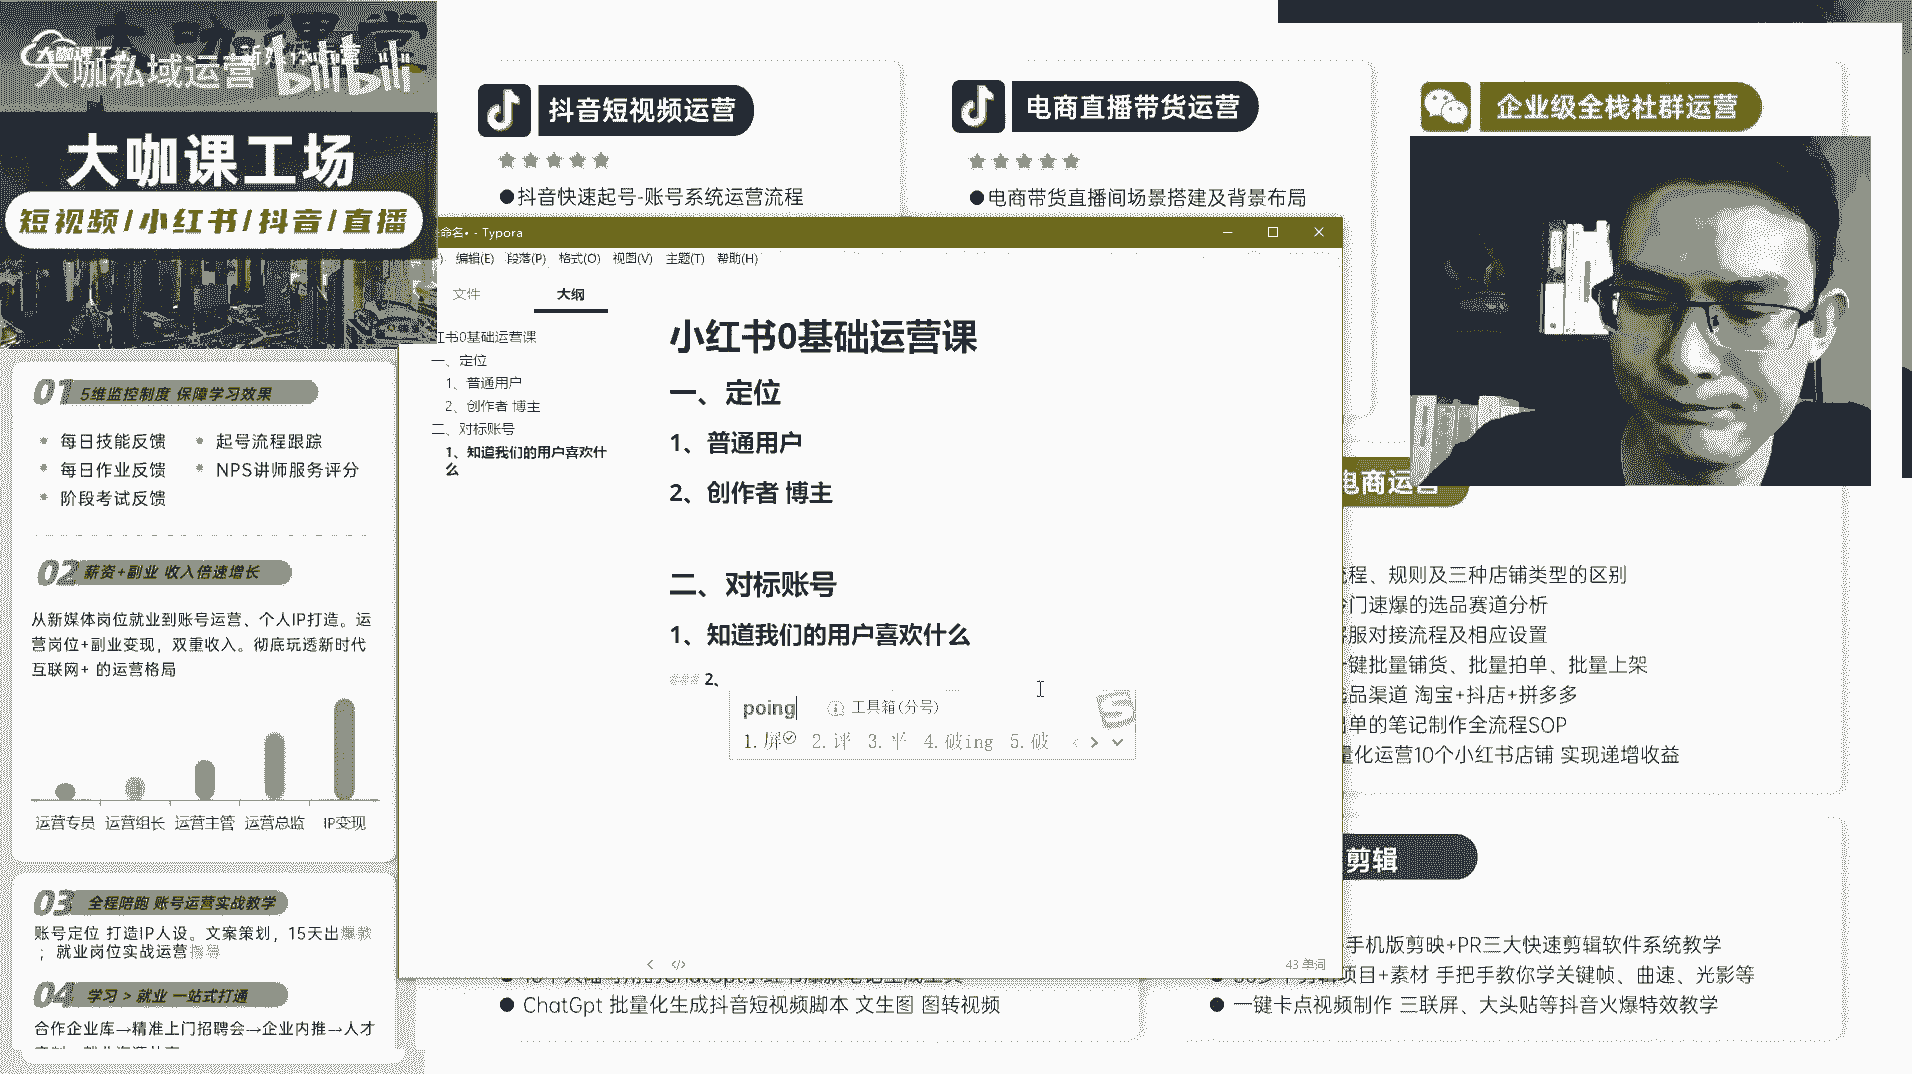 大咖私域运营 bilibili
大咖课工场
短视频/小红书/抖音/直播
01 5维监控制度 保障学习效果
每日技能反馈
起号流程跟踪
每日作业反馈
NPS讲师服务评分
阶段考试反馈
02 薪资+副业 收入倍速增长
从新媒体岗位就业到账号运营、个人IP打造。运
营岗位+副业变现，双重收入。彻底玩透新时代
互联网+ 的运营格局
运营专员 运营组长 运营主管 运营总监 IP变现
03 全程陪跑 账号运营实战教学
账号定位 打造IP人设。文案策划，15天出爆款
；就业岗位实战运营指导
04 学习 > 就业 一站式打通
合作企业库→精准上门招聘会→企业内推→人才
抖音短视频运营
●抖音快速起号-账号系统运营流程
电商直播带货运营
●电商带货直播间场景搭建及背景布局
企业级全栈社群运营
命名• - Typora
编辑(E) 段落(P) 格式(O) 视图(V) 主题(T) 帮助(H)
文件 大纲
书0基础运营课
一、定位
1、普通用户
2、创作者 博主
二、对标账号
1、知道我们的用户喜欢什
么
小红书0基础运营课
一、定位
1、普通用户
2、创作者 博主
二、对标账号
1、知道我们的用户喜欢什么
### 2、
poing 工具箱(分号)
1.屏 2.评 3.平 4.破ing 5.破
43 单词
电商运营
程、规则及三种店铺类型的区别
门速爆的选品赛道分析
服对接流程及相应设置
键批量铺货、批量拍单、批量上架
品渠道 淘宝+抖店+拼多多
单的笔记制作全流程SOP
量化运营10个小红书店铺 实现递增收益
剪辑
手机版剪映+PR三大快速剪辑软件系统教学
项目+素材 手把手教你学关键帧、曲速、光影等
● 一键卡点视频制作 三联屏、大头贴等抖音火爆特效教学
● ChatGpt 批量化生成抖音短视频脚本 文生图 图转视频